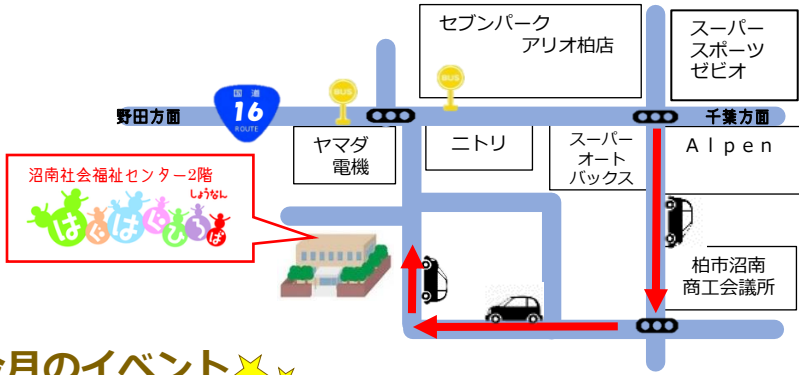 セブンパーク
アリオ柏店
スーパー
スポーツ
ゼビオ
BUS
BUS
国道
16
ROUTE
野田方面
千葉方面
ヤマダ
電機
ニトリ
スーパー
オート
バックス
Alpen
沼南社会福祉センター2階
しょうなん
はぐはぐひろば
柏市沼南
商工会議所
今月のイベント